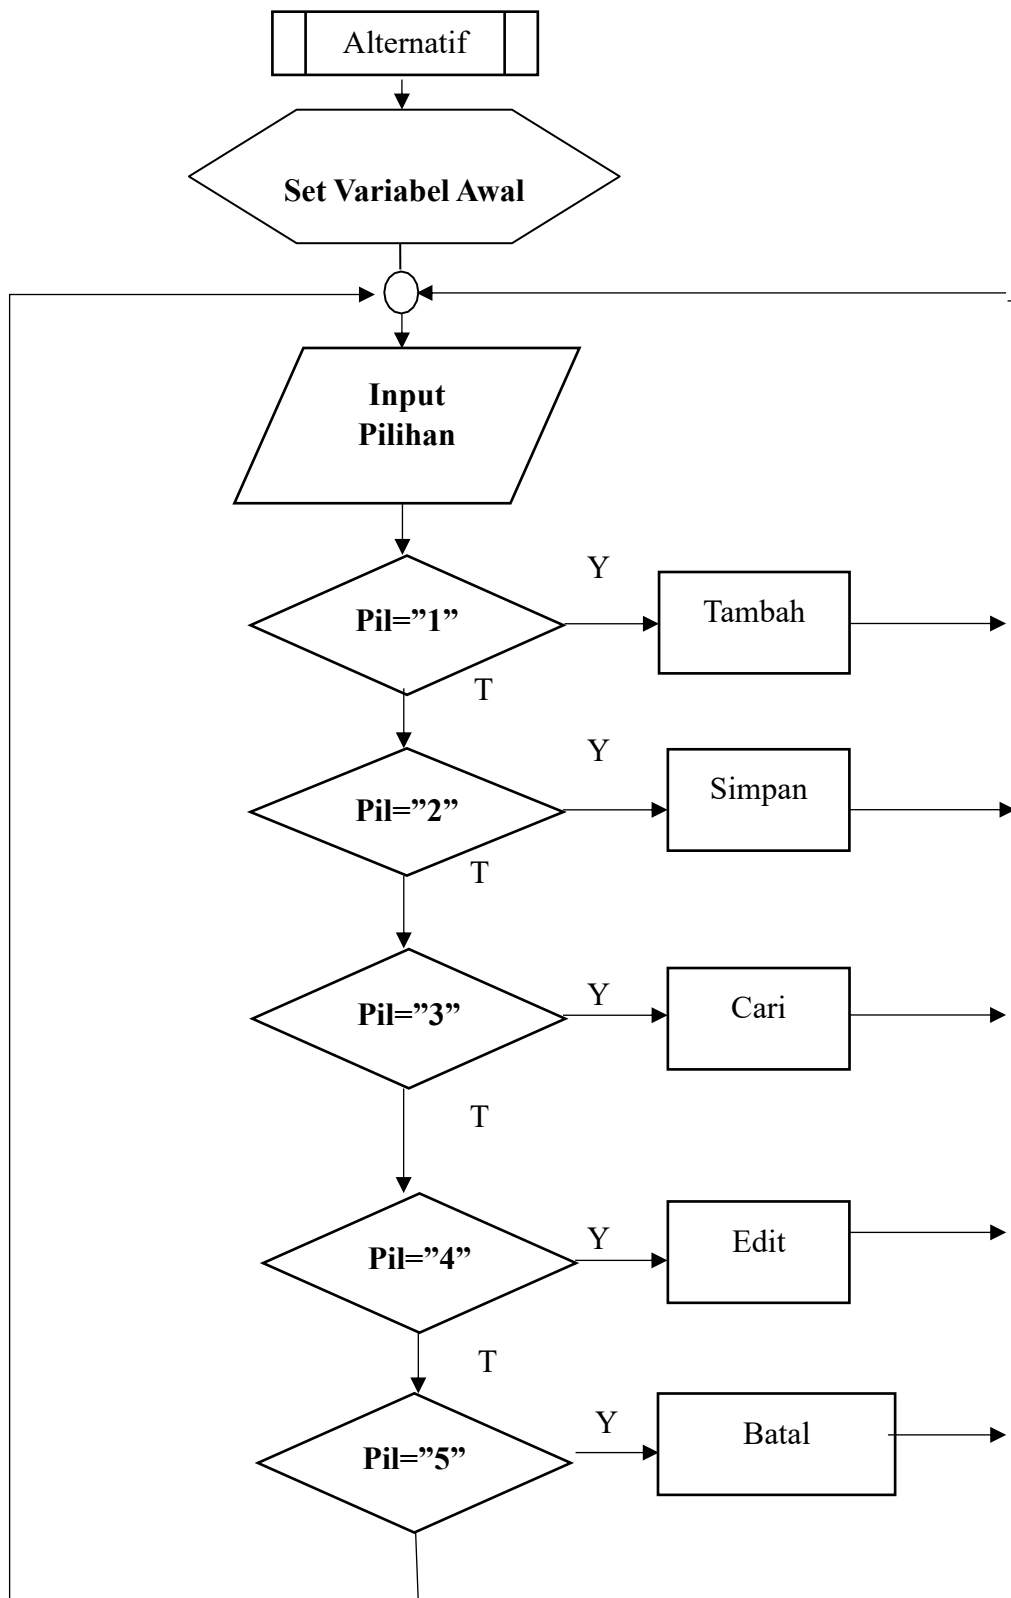 Alternatif
Set Variabel Awal
Input
Pilihan
Y
Pil=”1”
Tambah
T
Y
Pil=”2”
Simpan
T
Y
Pil=”3”
Cari
T
Y
Pil=”4”
Edit
T
Y
Pil=”5”
Batal